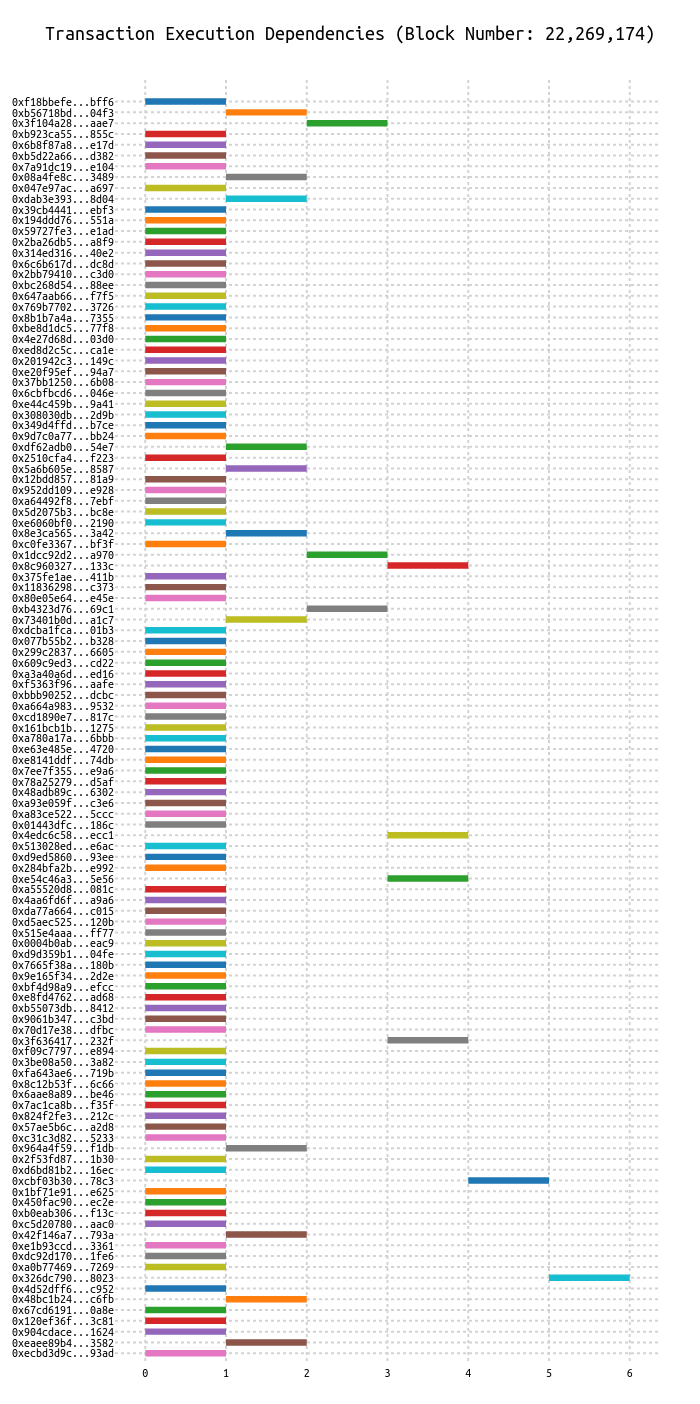 Transaction Execution Dependencies (Block Number: 22,269,174)
0xf18bbefe...bff6
0xb56718bd...04f3
0x3f104a28...aae7
0xb923ca55...855c
0x6b8f87a8...e17d
0xb5d22a66...d382
0x7a91dc19...e104
0x08a4fe8c...3489
0x047e97ac...a697
0xdab3e393...8d04
0x39cb4441...ebf3
0x194ddd76...551a
0x59727fe3...e1ad
0x2ba26db5...a8f9
0x314ed316...40e2
0x6c6b617d...dc8d
0x2bb79410...c3d0
0xbc268d54...88ee
0x647aab66...f7f5
0x769b7702...3726
0x8b1b7a4a...7355
0xbe8d1dc5...77f8
0x4e27d68d...03d0
0xed8d2c5c...ca1e
0x201942c3...149c
0xe20f95ef...94a7
0x37bb1250...6b08
0x6cbfbcd6...046e
0xe44c459b...9a41
0x308030db...2d9b
0x349d4ffd...b7ce
0x9d7c0a77...bb24
0xdf62adb0...54e7
0x2510cfa4...f223
0x5a6b605e...8587
0x12bdd857...81a9
0x952dd109...e928
0xa64492f8...7ebf
0x5d2075b3...bc8e
0xe6060bf0...2190
0x8e3ca565...3a42
0xc0fe3367...bf3f
0x1dcc92d2...a970
0x8c960327...133c
0x375fe1ae...411b
0x11836298...c373
0x80e05e64...e45e
0xb4323d76...69c1
0x73401b0d...a1c7
0xdcba1fca...01b3
0x077b55b2...b328
0x299c2837...6605
0x609c9ed3...cd22
0xa3a40a6d...ed16
0xf5363f96...aafe
0xbbb90252...dcbc
0xa664a983...9532
0xcd1890e7...817c
0x161bcb1b...1275
0xa780a17a...6bbb
0xe63e485e...4720
0xe8141ddf...74db
0x7ee7f355...e9a6
0x78a25279...d5af
0x48adb89c...6302
0xa93e059f...c3e6
0xa83ce522...5ccc
0x01443dfc...186c
0x4edc6c58...ecc1
0x513028ed...e6ac
0xd9ed5860...93ee
0x284bfa2b...e992
0xe54c46a3...5e56
0xa55520d8...081c
0x4aa6fd6f...a9a6
0xda77a664...c015
0xd5aec525...120b
0x515e4aaa...ff77
0x0004b0ab...eac9
0xd9d359b1...04fe
0x7665f38a...180b
0x9e165f34...2d2e
0xbf4d98a9...efcc
0xe8fd4762...ad68
0xb55073db...8412
0x9061b347...c3bd
0x70d17e38...dfbc
0x3f636417...232f
0xf09c7797...e894
0x3be08a50...3a82
0xfa643ae6...719b
0x8c12b53f...6c66
0x6aae8a89...be46
0x7ac1ca8b...f35f
0x824f2fe3...212c
0x57ae5b6c...a2d8
0xc31c3d82...5233
0x964a4f59...f1db
0x2f53fd87...1b30
0xd6bd81b2...16ec
0xcbf03b30...78c3
0x1bf71e91...e625
0x450fac90...ec2e
0xb0eab306...f13c
0xc5d20780...aac0
0x42f146a7...793a
0xe1b93ccd...3361
0xdc92d170...1fe6
0xa0b77469...7269
0x326dc790...8023
0x4d52dff6...c952
0x48bc1b24...c6fb
0x67cd6191...0a8e
0x120ef36f...3c81
0x904cdace...1624
0xeaee89b4...3582
0xecbd3d9c...93ad
0 1 2 3 4 5 6